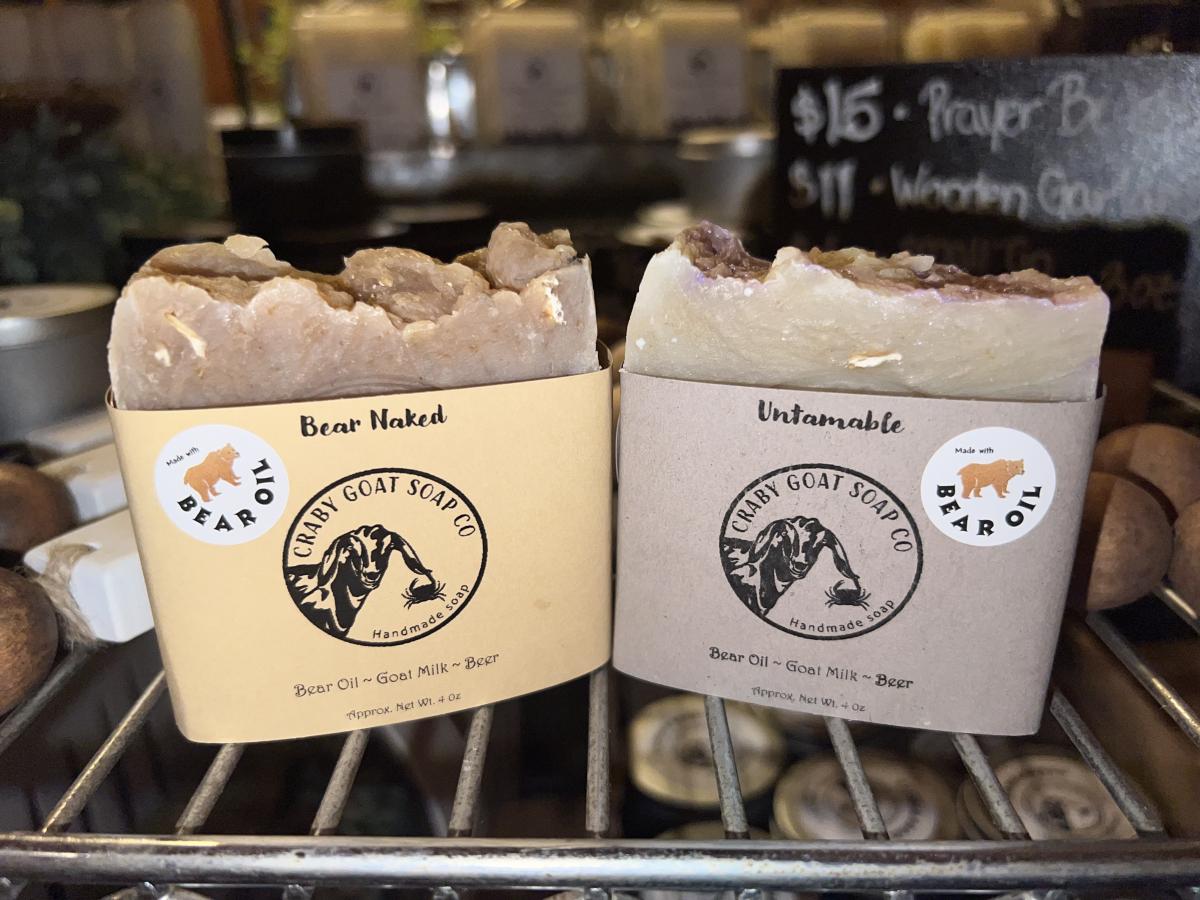 $15 · Prayer Be
$11 · Wooden Garla
Bear Naked
Made with
BEAR OIL
CRABY GOAT SOAP CO
Handmade soap
Bear Oil ~ Goat Milk ~ Beer
Approx. Net Wt. 4 oz
Untamable
Made with
BEAR OIL
CRABY GOAT SOAP CO
Handmade soap
Bear Oil ~ Goat Milk ~ Beer
Approx. Net Wt. 4 oz